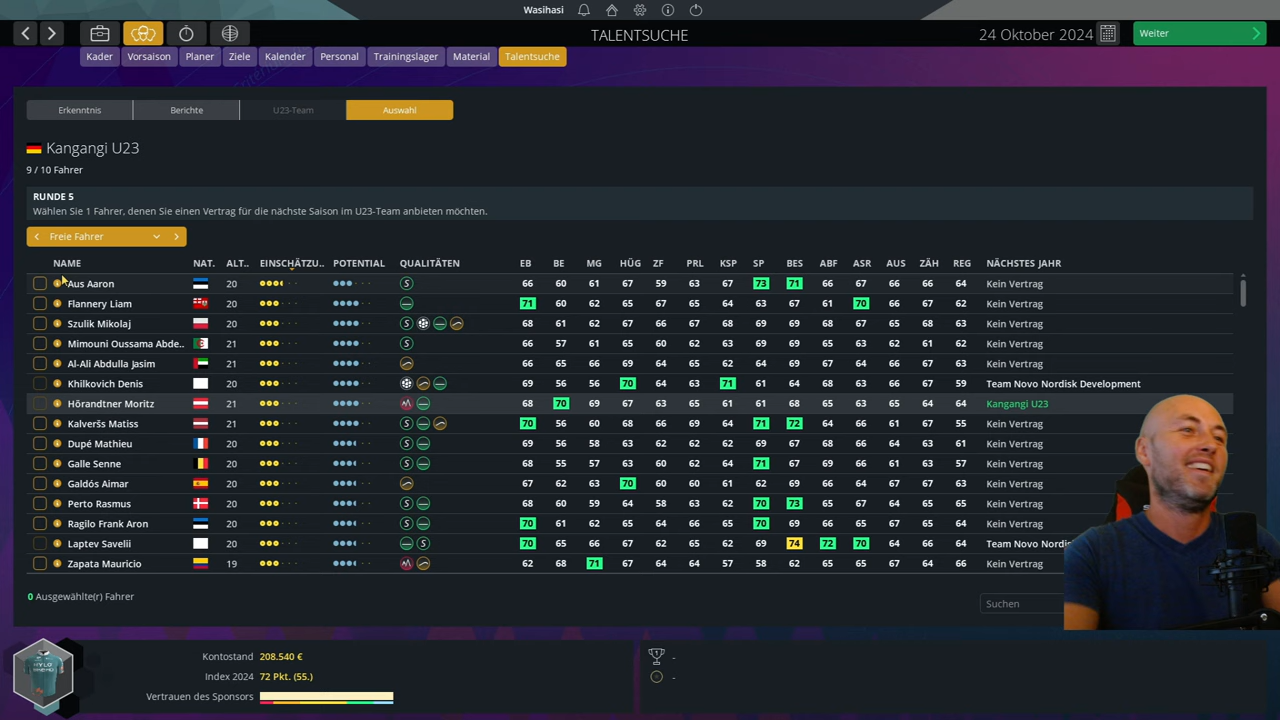 Wasihasi
TALENTSUCHE
24 Oktober 2024
Weiter
Kader Vorsaison Planer Ziele Kalender Personal Trainingslager Material Talentsuche
Erkenntnis Berichte U23-Team Auswahl
Kangangi U23
9 / 10 Fahrer
RUNDE 5
Wählen Sie 1 Fahrer, denen Sie einen Vertrag für die nächste Saison im U23-Team anbieten möchten.
Freie Fahrer
NAME NAT. ALT.. EINSCHÄTZU.. POTENTIAL QUALITÄTEN EB BE MG HÜG ZF PRL KSP SP BES ABF ASR AUS ZÄH REG NÄCHSTES JAHR
Aus Aaron 20 S 66 60 61 67 59 63 67 73 71 66 67 66 66 64 Kein Vertrag
Flannery Liam 20 71 60 62 65 67 65 64 63 67 61 70 66 67 62 Kein Vertrag
Szulik Mikolaj 20 S 68 61 62 67 66 67 68 69 69 68 67 65 68 63 Kein Vertrag
Mimouni Oussama Abde.. 21 S 66 57 61 65 60 62 63 69 67 65 63 62 61 62 Kein Vertrag
Al-Ali Abdulla Jasim 21 66 65 66 69 64 65 62 64 69 64 67 66 67 63 Kein Vertrag
Khilkovich Denis 20 69 56 56 70 64 63 71 61 64 68 63 66 67 59 Team Novo Nordisk Development
Hörandtner Moritz 21 68 70 69 67 63 65 61 61 68 65 63 65 64 64 Kangangi U23
Kalveršs Matiss 21 S 70 56 60 68 66 69 64 71 72 64 61 66 67 55 Kein Vertrag
Dupé Mathieu 20 S 69 56 58 63 62 62 62 69 67 68 66 64 63 61 Kein Vertrag
Galle Senne 20 S 68 55 57 63 60 62 64 71 67 69 66 61 63 57 Kein Vertrag
Galdós Aimar 20 67 62 63 70 60 60 61 62 69 66 64 67 67 63 Kein Vertrag
Perto Rasmus 20 S 68 60 59 64 58 63 62 70 73 65 67 64 65 65 Kein Vertrag
Ragilo Frank Aron 20 S 70 61 62 65 64 66 65 70 69 66 65 62 65 64 Kein Vertrag
Laptev Savelii 20 S 70 65 66 67 62 65 62 69 74 72 70 64 66 64 Team Novo Nordis
Zapata Mauricio 19 62 68 71 67 64 64 57 58 62 65 65 67 64 66 Kein Vertrag
0 Ausgewählte(r) Fahrer
Suchen
Kontostand 208.540 €
Index 2024 72 Pkt. (55.)
Vertrauen des Sponsors
-
-